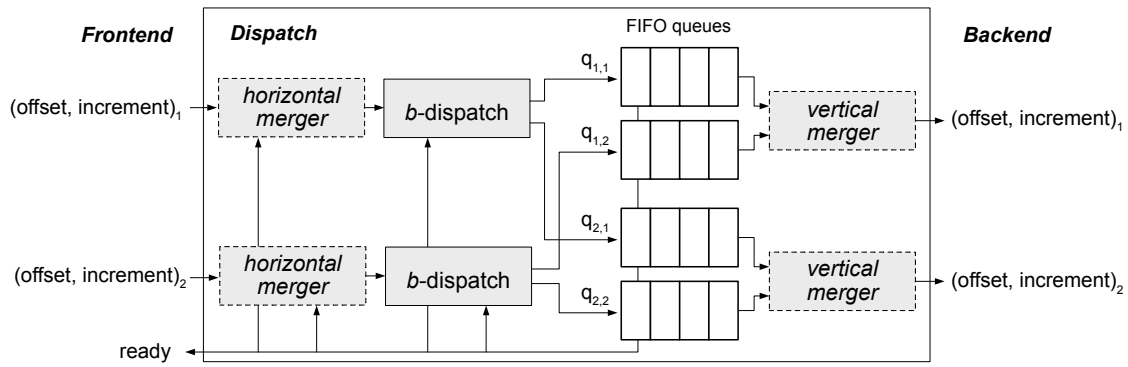 Frontend
Dispatch
FIFO queues
Backend
q1,1
(offset, increment)1
horizontal
merger
b-dispatch
vertical
merger
(offset, increment)1
q1,2
q2,1
(offset, increment)2
horizontal
merger
b-dispatch
vertical
merger
(offset, increment)2
q2,2
ready